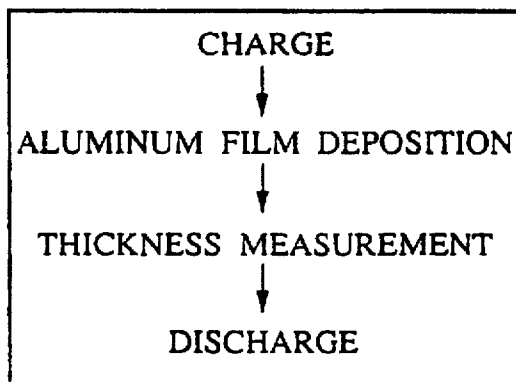 CHARGE
ALUMINUM FILM DEPOSITION
THICKNESS MEASUREMENT
DISCHARGE